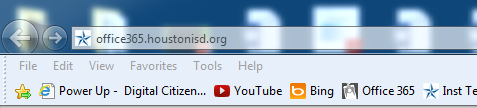 office365.houstonisd.org
File Edit View Favorites Tools Help
Power Up - Digital Citizen... YouTube Bing Office 365 Inst Te